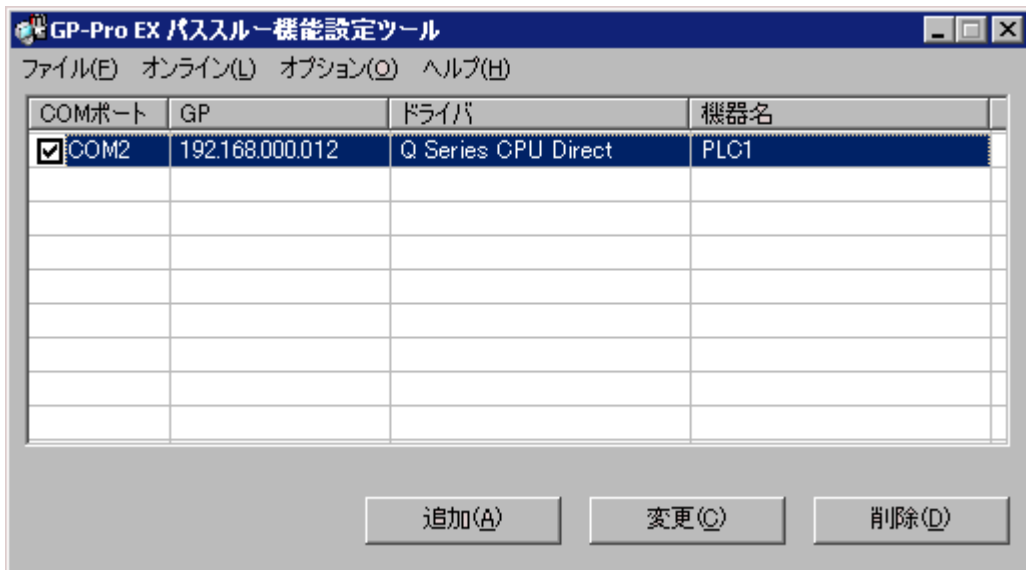 GP-Pro EX パススルー機能設定ツール
ファイル(F) オンライン(L) オプション(O) ヘルプ(H)
COMポート GP ドライバ 機器名
COM2 192.168.000.012 Q Series CPU Direct PLC1
追加(A) 変更(C) 削除(D)